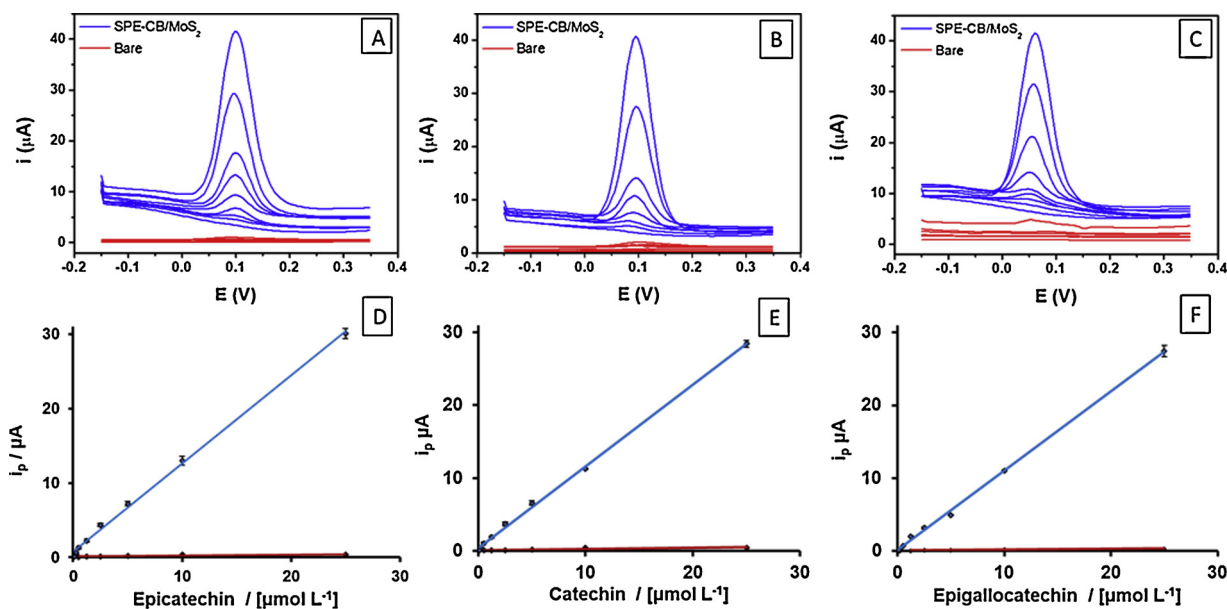 SPE-CB/MoS2
Bare
A
40
30
20
10
0
i (μA)
-0.2 -0.1 0.0 0.1 0.2 0.3 0.4
E (V)
SPE-CB/MoS2
Bare
B
40
30
20
10
0
i (μA)
-0.2 -0.1 0.0 0.1 0.2 0.3 0.4
E (V)
SPE-CB/MoS2
Bare
C
40
30
20
10
0
i (μA)
-0.2 -0.1 0.0 0.1 0.2 0.3 0.4
E (V)
D
30
20
10
0
ip / μA
0 10 20 30
Epicatechin / [μmol L-1]
E
30
20
10
0
ip μA
0 10 20 30
Catechin / [μmol L-1]
F
30
20
10
0
ip μA
0 10 20 30
Epigallocatechin / [μmol L-1]